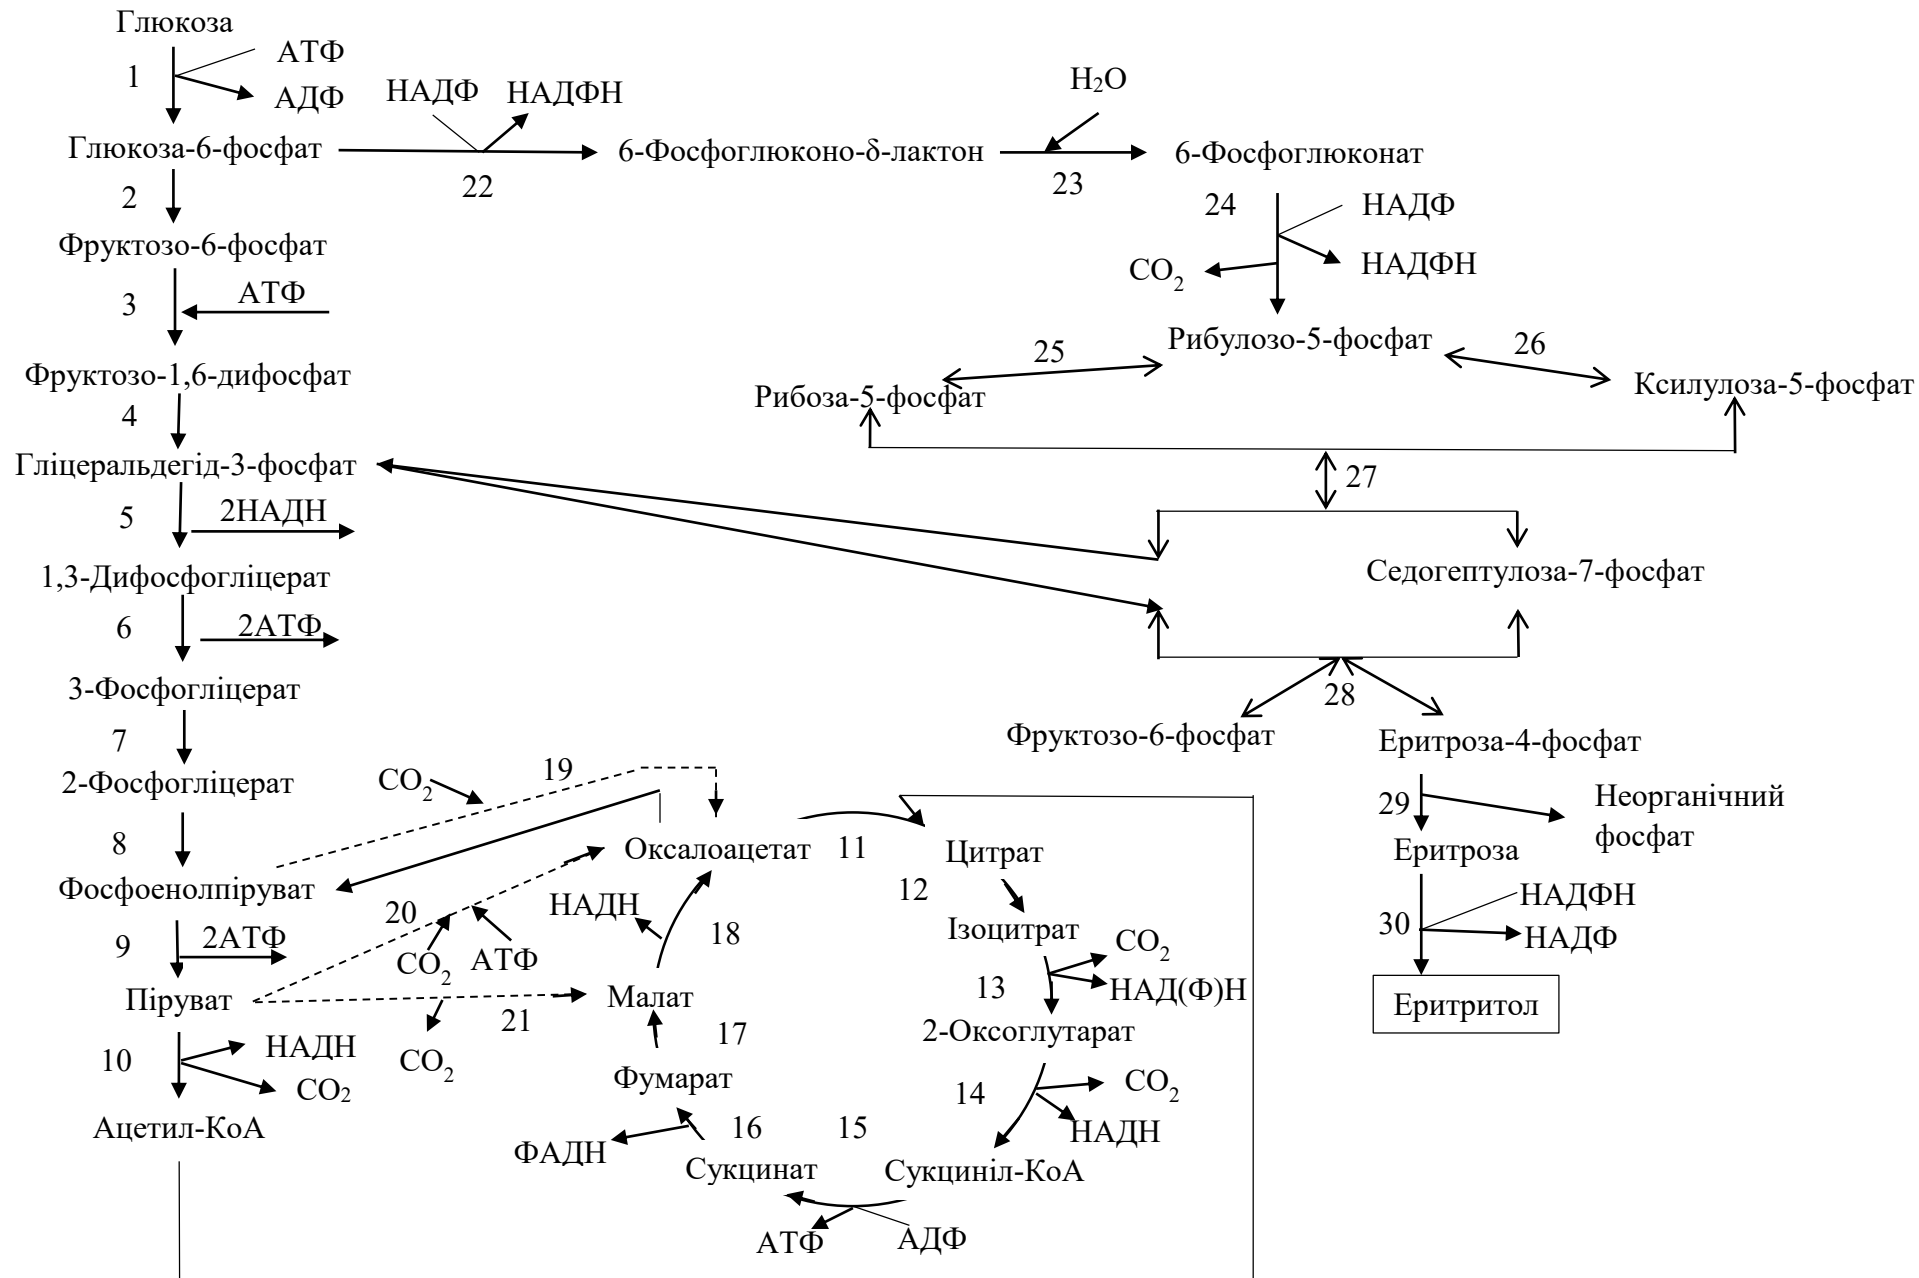 Глюкоза
АТФ
1
АДФ
НАДФ
НАДФН
H₂O
Глюкоза-6-фосфат
6-Фосфоглюконо-δ-лактон
6-Фосфоглюконат
2
22
23
24
НАДФ
Фруктозо-6-фосфат
НАДФН
CO₂
3
АТФ
Рибулозо-5-фосфат
25
26
Фруктозо-1,6-дифосфат
Рибоза-5-фосфат
Ксилулоза-5-фосфат
4
Гліцеральдегід-3-фосфат
27
5
2НАДН
1,3-Дифосфогліцерат
Седогептулоза-7-фосфат
6
2АТФ
3-Фосфогліцерат
28
7
Фруктозо-6-фосфат
Еритроза-4-фосфат
2-Фосфогліцерат
CO₂
19
29
Неорганічний
фосфат
8
Оксалоацетат
11
Цитрат
Еритроза
Фосфоенолпіруват
12
НАДН
20
НАДФН
9
2АТФ
18
Ізоцитрат
CO₂
30
НАДФ
CO₂
АТФ
Піруват
Малат
13
НАД(Ф)Н
Еритритол
21
17
2-Оксоглутарат
10
НАДН
CO₂
CO₂
Фумарат
14
CO₂
Ацетил-КоА
16
15
НАДН
ФАДН
Сукцинат
Сукциніл-КоА
АТФ
АДФ